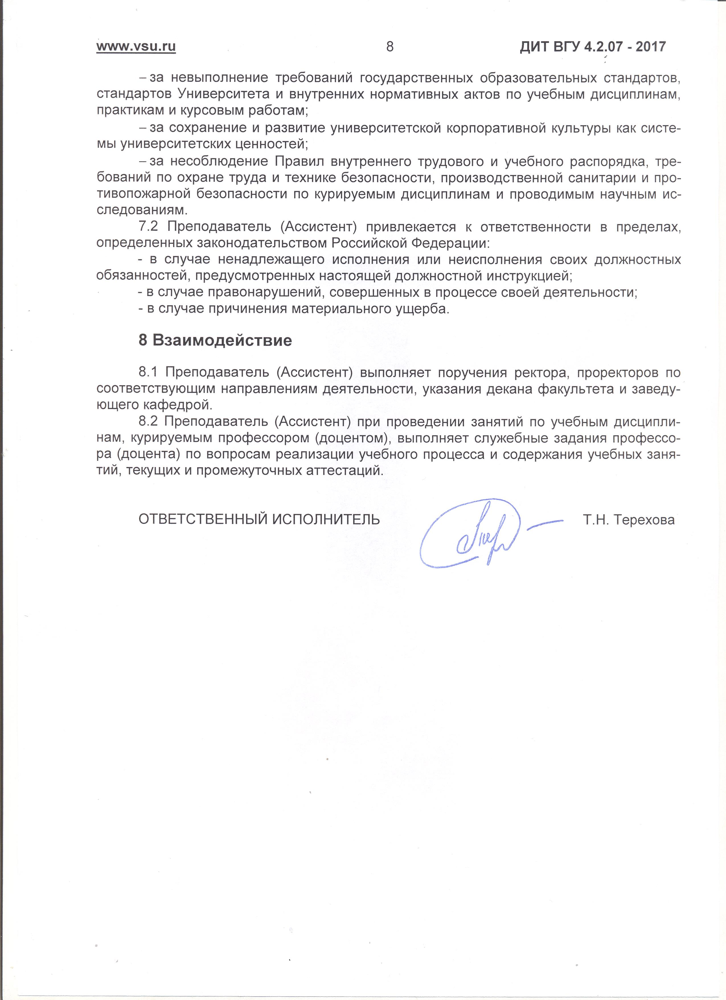 www.vsu.ru 8 ДИТ ВГУ 4.2.07 - 2017
– за невыполнение требований государственных образовательных стандартов,
стандартов Университета и внутренних нормативных актов по учебным дисциплинам,
практикам и курсовым работам;
– за сохранение и развитие университетской корпоративной культуры как систе-
мы университетских ценностей;
– за несоблюдение Правил внутреннего трудового и учебного распорядка, тре-
бований по охране труда и технике безопасности, производственной санитарии и про-
тивопожарной безопасности по курируемым дисциплинам и проводимым научным ис-
следованиям.
7.2 Преподаватель (Ассистент) привлекается к ответственности в пределах,
определенных законодательством Российской Федерации:
- в случае ненадлежащего исполнения или неисполнения своих должностных
обязанностей, предусмотренных настоящей должностной инструкцией;
- в случае правонарушений, совершенных в процессе своей деятельности;
- в случае причинения материального ущерба.
8 Взаимодействие
8.1 Преподаватель (Ассистент) выполняет поручения ректора, проректоров по
соответствующим направлениям деятельности, указания декана факультета и заведу-
ющего кафедрой.
8.2 Преподаватель (Ассистент) при проведении занятий по учебным дисципли-
нам, курируемым профессором (доцентом), выполняет служебные задания профессо-
ра (доцента) по вопросам реализации учебного процесса и содержания учебных заня-
тий, текущих и промежуточных аттестаций.
ОТВЕТСТВЕННЫЙ ИСПОЛНИТЕЛЬ Т.Н. Терехова